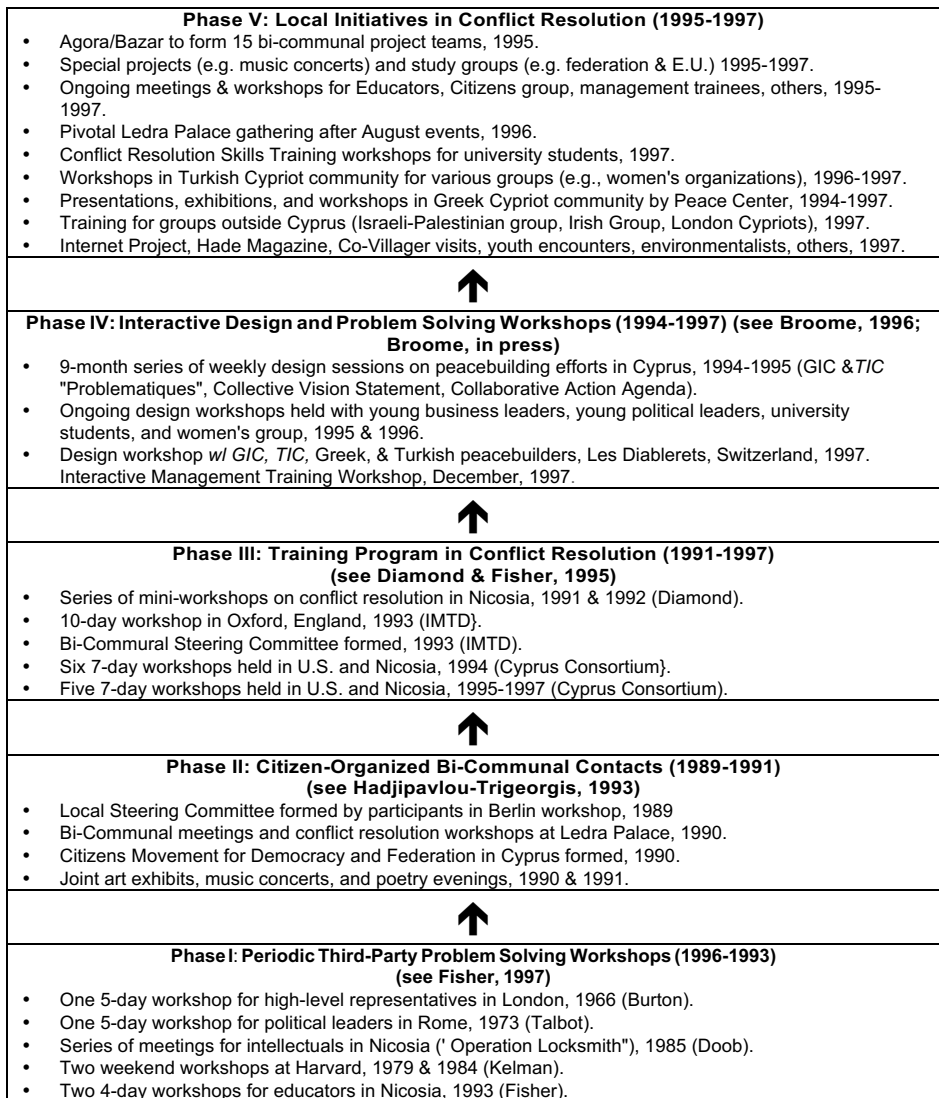 Phase V: Local Initiatives in Conflict Resolution (1995-1997)
• Agora/Bazar to form 15 bi-communal project teams, 1995.
• Special projects (e.g. music concerts) and study groups (e.g. federation & E.U.) 1995-1997.
• Ongoing meetings & workshops for Educators, Citizens group, management trainees, others, 1995-
1997.
• Pivotal Ledra Palace gathering after August events, 1996.
• Conflict Resolution Skills Training workshops for university students, 1997.
• Workshops in Turkish Cypriot community for various groups (e.g., women's organizations), 1996-1997.
• Presentations, exhibitions, and workshops in Greek Cypriot community by Peace Center, 1994-1997.
• Training for groups outside Cyprus (Israeli-Palestinian group, Irish Group, London Cypriots), 1997.
• Internet Project, Hade Magazine, Co-Villager visits, youth encounters, environmentalists, others, 1997.
Phase IV: Interactive Design and Problem Solving Workshops (1994-1997) (see Broome, 1996;
Broome, in press)
• 9-month series of weekly design sessions on peacebuilding efforts in Cyprus, 1994-1995 (GIC &TIC
"Problematiques", Collective Vision Statement, Collaborative Action Agenda).
• Ongoing design workshops held with young business leaders, young political leaders, university
students, and women's group, 1995 & 1996.
• Design workshop wl GIC, TIC, Greek, & Turkish peacebuilders, Les Diablerets, Switzerland, 1997.
Interactive Management Training Workshop, December, 1997.
Phase III: Training Program in Conflict Resolution (1991-1997)
(see Diamond & Fisher, 1995)
• Series of mini-workshops on conflict resolution in Nicosia, 1991 & 1992 (Diamond).
• 10-day workshop in Oxford, England, 1993 (IMTD}.
• Bi-Commural Steering Committee formed, 1993 (IMTD).
• Six 7-day workshops held in U.S. and Nicosia, 1994 (Cyprus Consortium}.
• Five 7-day workshops held in U.S. and Nicosia, 1995-1997 (Cyprus Consortium).
Phase II: Citizen-Organized Bi-Communal Contacts (1989-1991)
(see Hadjipavlou-Trigeorgis, 1993)
• Local Steering Committee formed by participants in Berlin workshop, 1989
• Bi-Communal meetings and conflict resolution workshops at Ledra Palace, 1990.
• Citizens Movement for Democracy and Federation in Cyprus formed, 1990.
• Joint art exhibits, music concerts, and poetry evenings, 1990 & 1991.
Phase I: Periodic Third-Party Problem Solving Workshops (1996-1993)
(see Fisher, 1997)
• One 5-day workshop for high-level representatives in London, 1966 (Burton).
• One 5-day workshop for political leaders in Rome, 1973 (Talbot).
• Series of meetings for intellectuals in Nicosia (' Operation Locksmith"), 1985 (Doob).
• Two weekend workshops at Harvard, 1979 & 1984 (Kelman).
• Two 4-day workshops for educators in Nicosia, 1993 (Fisher).